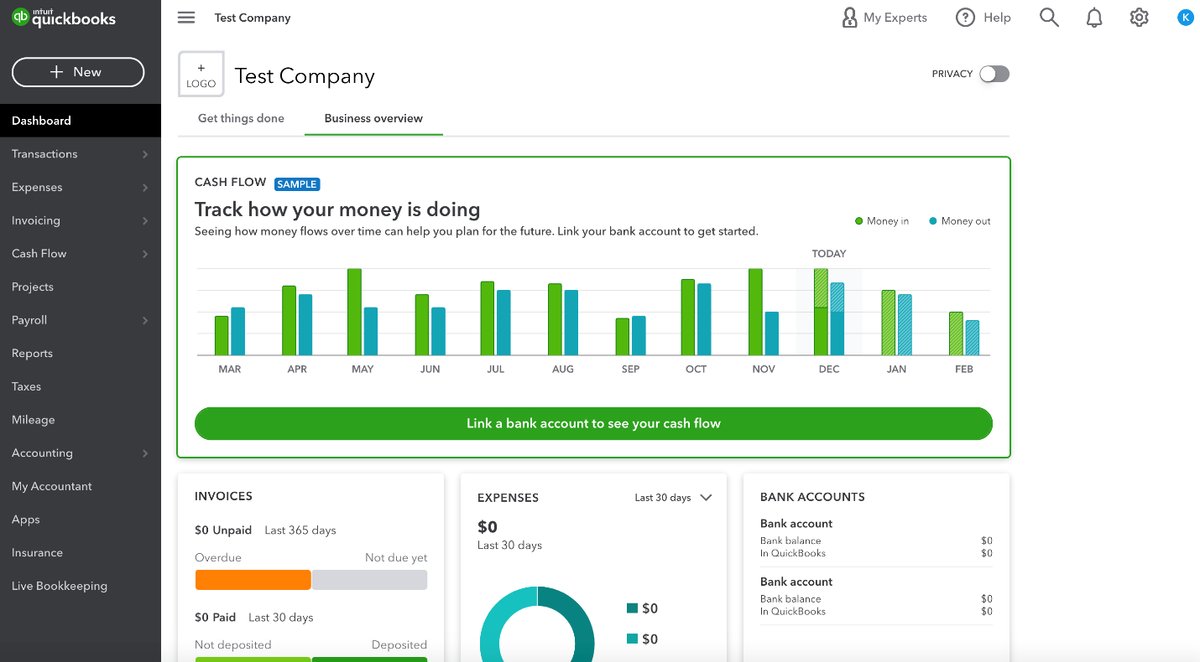 intuit
quickbooks
Test Company
My Experts
Help
K
+ New
+
LOGO
Test Company
PRIVACY
Dashboard
Transactions
Expenses
Invoicing
Cash Flow
Projects
Payroll
Reports
Taxes
Mileage
Accounting
My Accountant
Apps
Insurance
Live Bookkeeping
Get things done
Business overview
CASH FLOW SAMPLE
Track how your money is doing
Seeing how money flows over time can help you plan for the future. Link your bank account to get started.
Money in
Money out
TODAY
MAR APR MAY JUN JUL AUG SEP OCT NOV DEC JAN FEB
Link a bank account to see your cash flow
INVOICES
$0 Unpaid Last 365 days
Overdue Not due yet
$0 Paid Last 30 days
Not deposited Deposited
EXPENSES Last 30 days
$0
Last 30 days
$0
$0
BANK ACCOUNTS
Bank account
Bank balance $0
In QuickBooks $0
Bank account
Bank balance $0
In QuickBooks $0